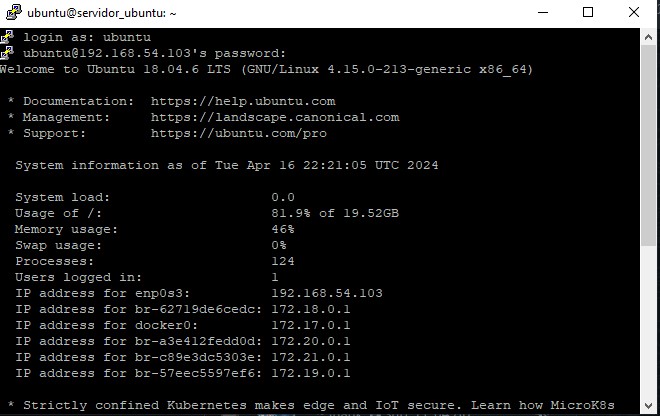 ubuntu@servidor_ubuntu: ~
login as: ubuntu
ubuntu@192.168.54.103's password:
Welcome to Ubuntu 18.04.6 LTS (GNU/Linux 4.15.0-213-generic x86_64)
* Documentation:  https://help.ubuntu.com
* Management:     https://landscape.canonical.com
* Support:        https://ubuntu.com/pro
System information as of Tue Apr 16 22:21:05 UTC 2024
System load:                    0.0
Usage of /:                     81.9% of 19.52GB
Memory usage:                   46%
Swap usage:                     0%
Processes:                      124
Users logged in:                1
IP address for enp0s3:          192.168.54.103
IP address for br-62719de6cedc: 172.18.0.1
IP address for docker0:         172.17.0.1
IP address for br-a3e412fedd0d: 172.20.0.1
IP address for br-c89e3dc5303e: 172.21.0.1
IP address for br-57eec5597ef6: 172.19.0.1
* Strictly confined Kubernetes makes edge and IoT secure. Learn how MicroK8s